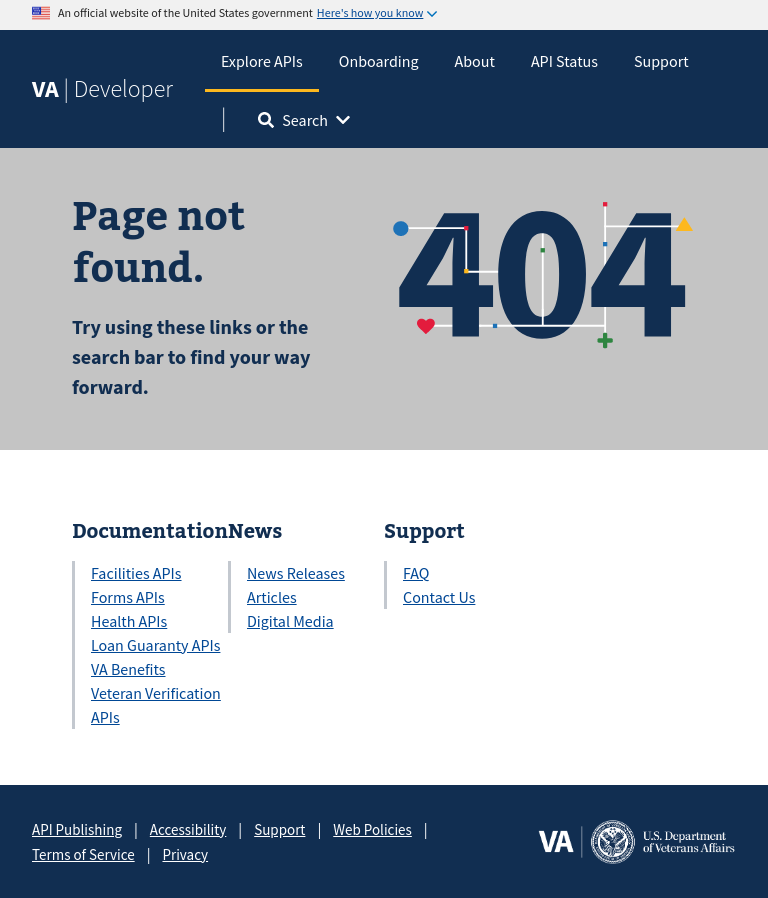 An official website of the United States government Here's how you know
VA | Developer
Explore APIs Onboarding About API Status Support
| Search
Page not
found.
Try using these links or the
search bar to find your way
forward.
404
Documentation
Facilities APIs
Forms APIs
Health APIs
Loan Guaranty APIs
VA Benefits
Veteran Verification
APIs
News
News Releases
Articles
Digital Media
Support
FAQ
Contact Us
API Publishing | Accessibility | Support | Web Policies |
Terms of Service | Privacy
VA | U.S. Department
of Veterans Affairs